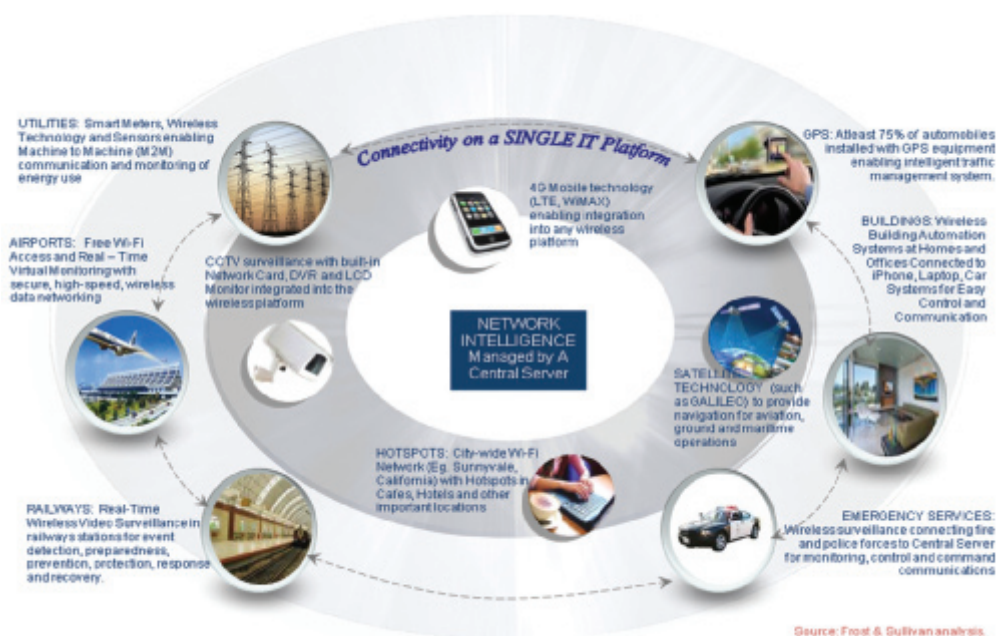 Connectivity on a SINGLE IT Platform
UTILITIES: Smart Meters, Wireless
Technology and Sensors enabling
Machine to Machine (M2M)
communication and monitoring of
energy use
4G Mobile technology
(LTE, WiMAX)
enabling integration
into any wireless
platform
GPS: Atleast 75% of automobiles
installed with GPS equipment
enabling intelligent traffic
management system.
AIRPORTS: Free Wi-Fi
Access and Real – Time
Virtual Monitoring with
secure, high-speed, wireless
data networking
CCTV surveillance with built-in
Network Card, DVR and LCD
Monitor integrated into the
wireless platform
BUILDINGS: Wireless
Building Automation
Systems at Homes and
Offices Connected to
iPhone, Laptop, Car
Systems for Easy
Control and
Communication
NETWORK
INTELLIGENCE
Managed by A
Central Server
SATELLITE
TECHNOLOGY (such
as GALILEO) to provide
navigation for aviation,
ground and maritime
operations
HOTSPOTS: City-wide Wi-Fi
Network (Eg. Sunnyvale,
California) with Hotspots in
Cafes, Hotels and other
important locations
RAILWAYS: Real-Time
Wireless Video Surveillance in
railways stations for event
detection, preparedness,
prevention, protection, response
and recovery.
EMERGENCY SERVICES:
Wireless surveillance connecting fire
and police forces to Central Server
for monitoring, control and command
communications
Source: Frost & Sullivan analysis